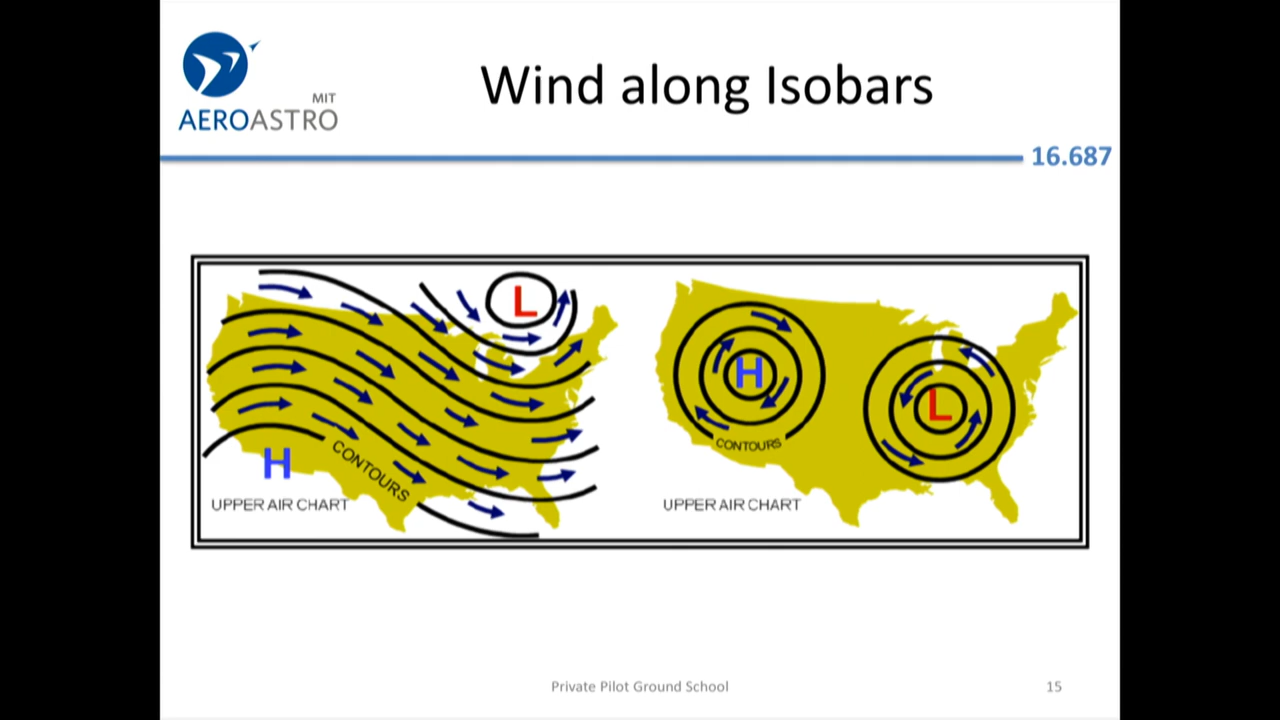 MIT
AEROASTRO
Wind along Isobars
16.687
L
H
CONTOURS
UPPER AIR CHART
H
L
CONTOURS
UPPER AIR CHART
Private Pilot Ground School
15